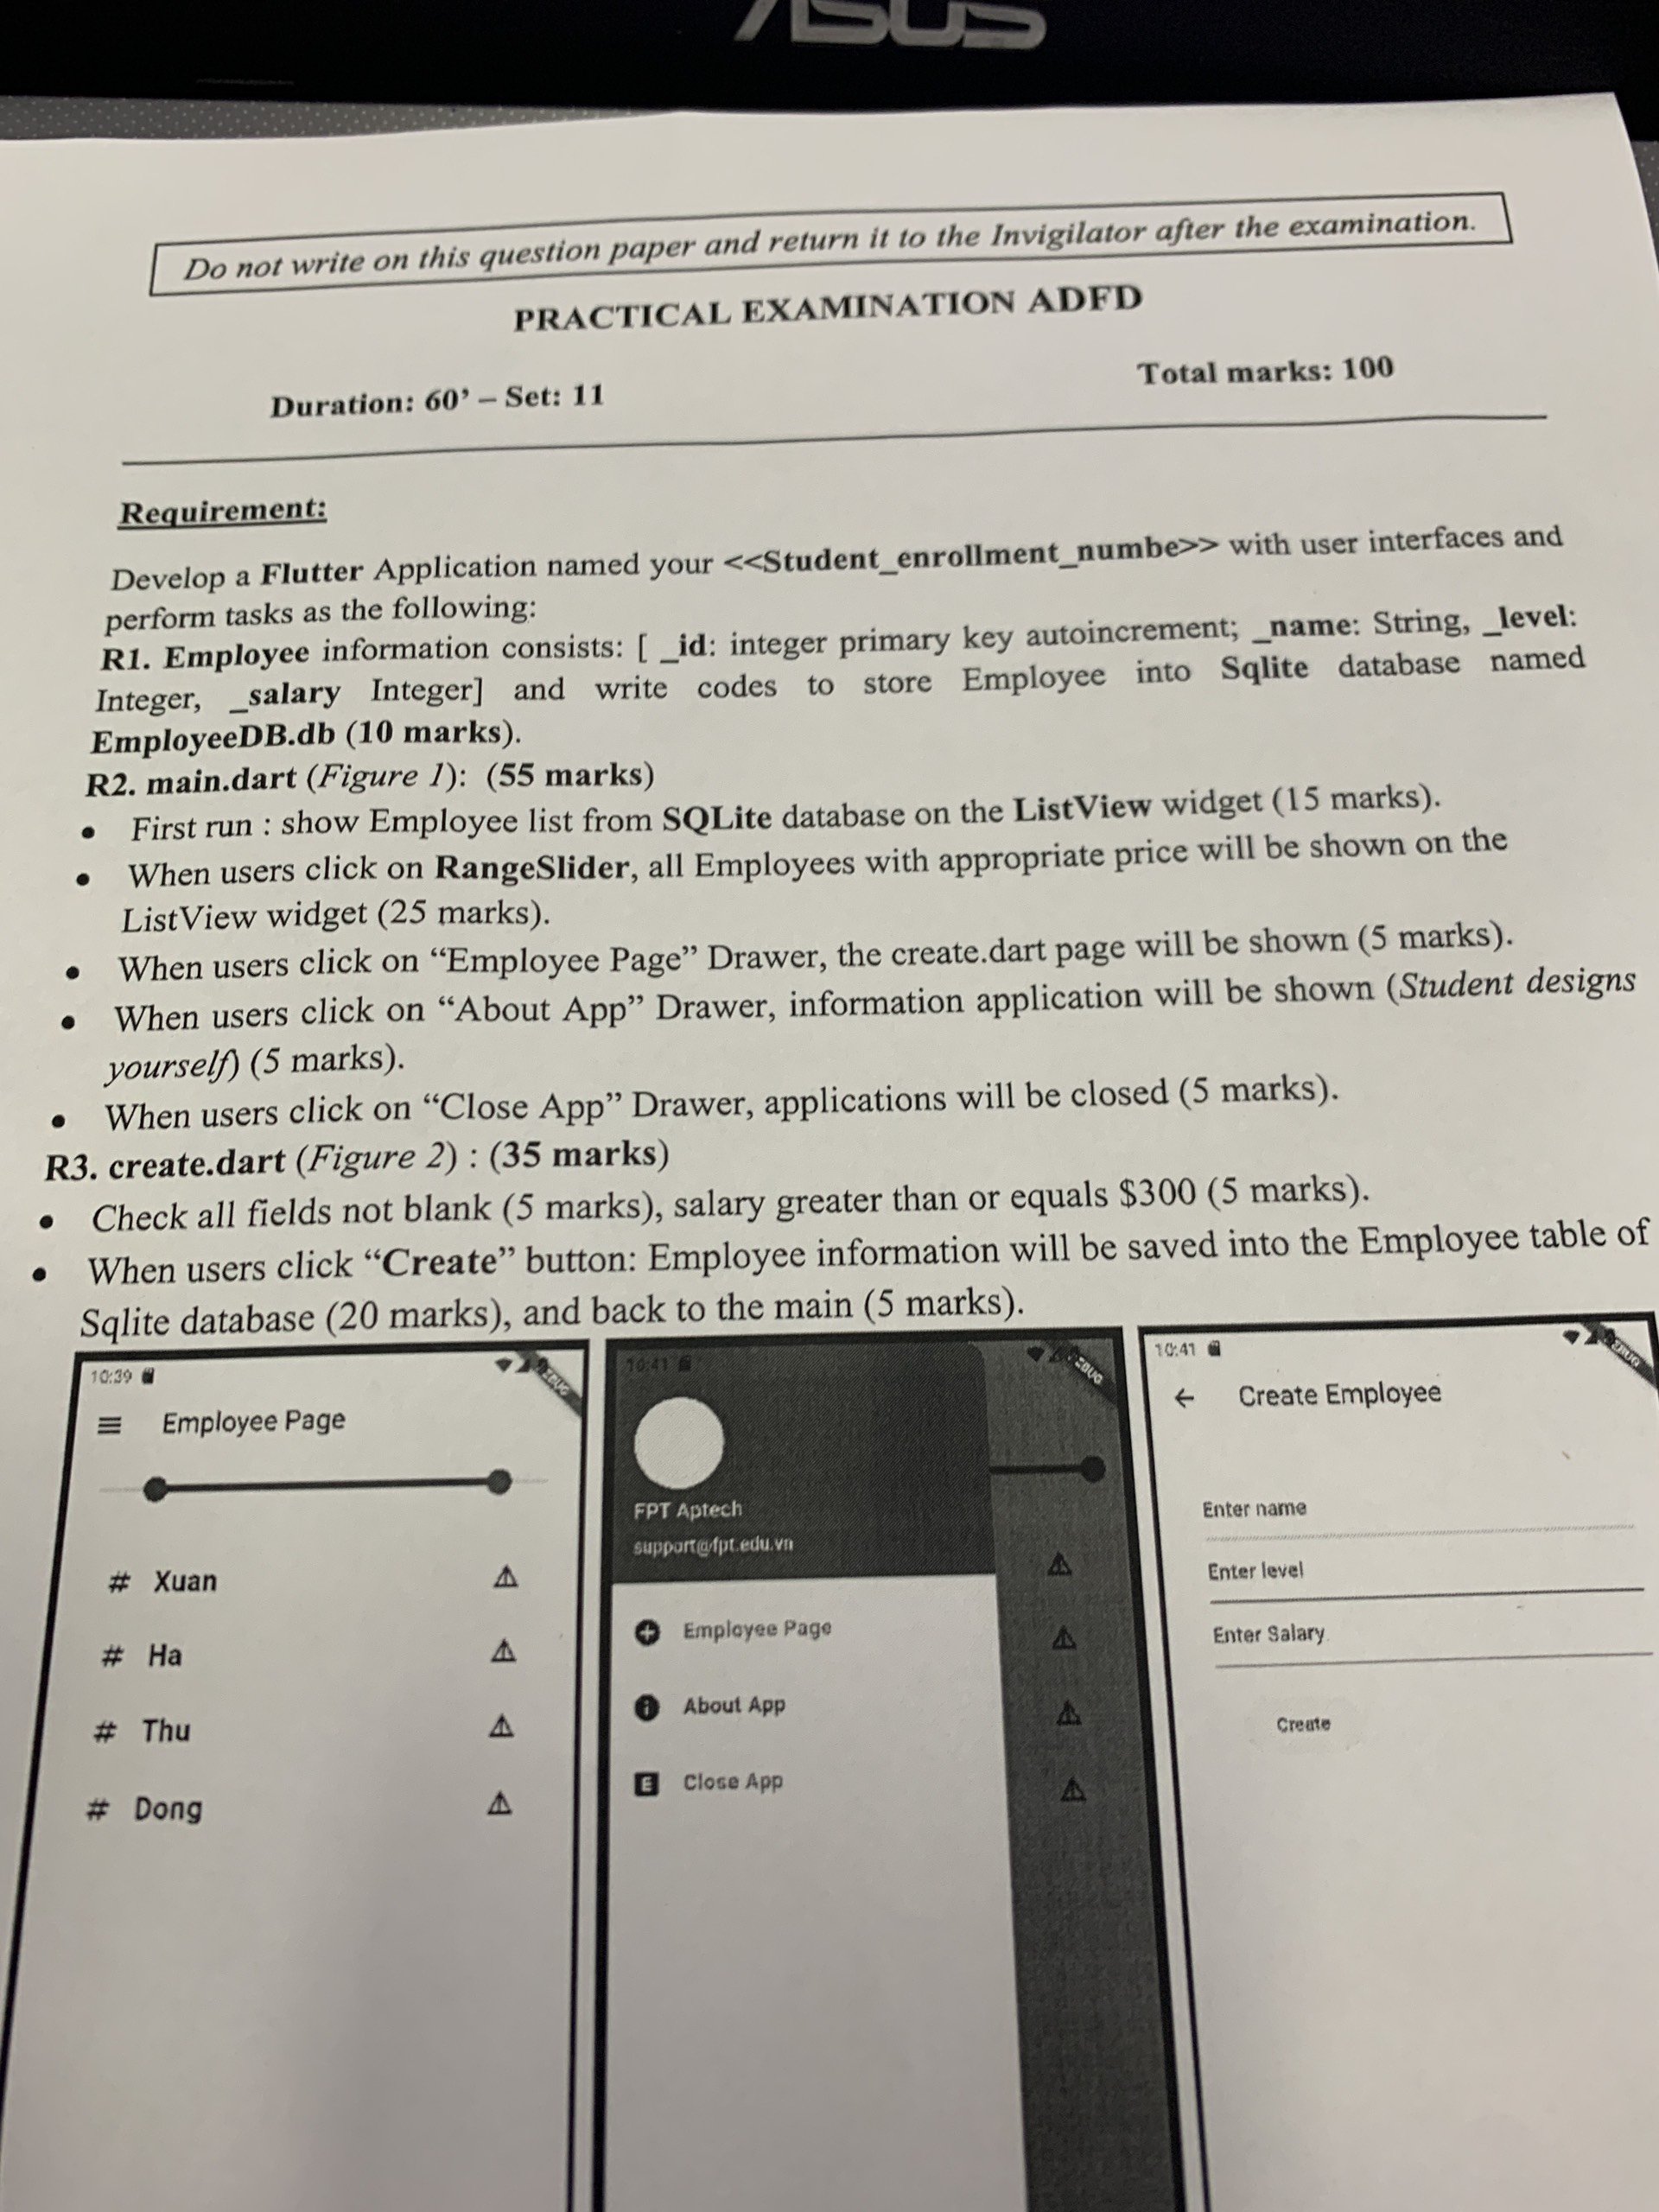 ASUS
Do not write on this question paper and return it to the Invigilator after the examination.
PRACTICAL EXAMINATION ADFD
Duration: 60’ – Set: 11
Total marks: 100
Requirement:
Develop a Flutter Application named your <<Student_enrollment_numbe>> with user interfaces and
perform tasks as the following:
R1. Employee information consists: [ _id: integer primary key autoincrement; _name: String, _level:
Integer, _salary Integer] and write codes to store Employee into Sqlite database named
EmployeeDB.db (10 marks).
R2. main.dart (Figure 1): (55 marks)
• First run : show Employee list from SQLite database on the ListView widget (15 marks).
• When users click on RangeSlider, all Employees with appropriate price will be shown on the
ListView widget (25 marks).
• When users click on “Employee Page” Drawer, the create.dart page will be shown (5 marks).
• When users click on “About App” Drawer, information application will be shown (Student designs
yourself) (5 marks).
• When users click on “Close App” Drawer, applications will be closed (5 marks).
R3. create.dart (Figure 2) : (35 marks)
• Check all fields not blank (5 marks), salary greater than or equals $300 (5 marks).
• When users click “Create” button: Employee information will be saved into the Employee table of
Sqlite database (20 marks), and back to the main (5 marks).
10:39
Employee Page
# Xuan
# Ha
# Thu
# Dong
10:41
FPT Aptech
support@fpt.edu.vn
Employee Page
About App
E Close App
10:41
Create Employee
Enter name
Enter level
Enter Salary
Create